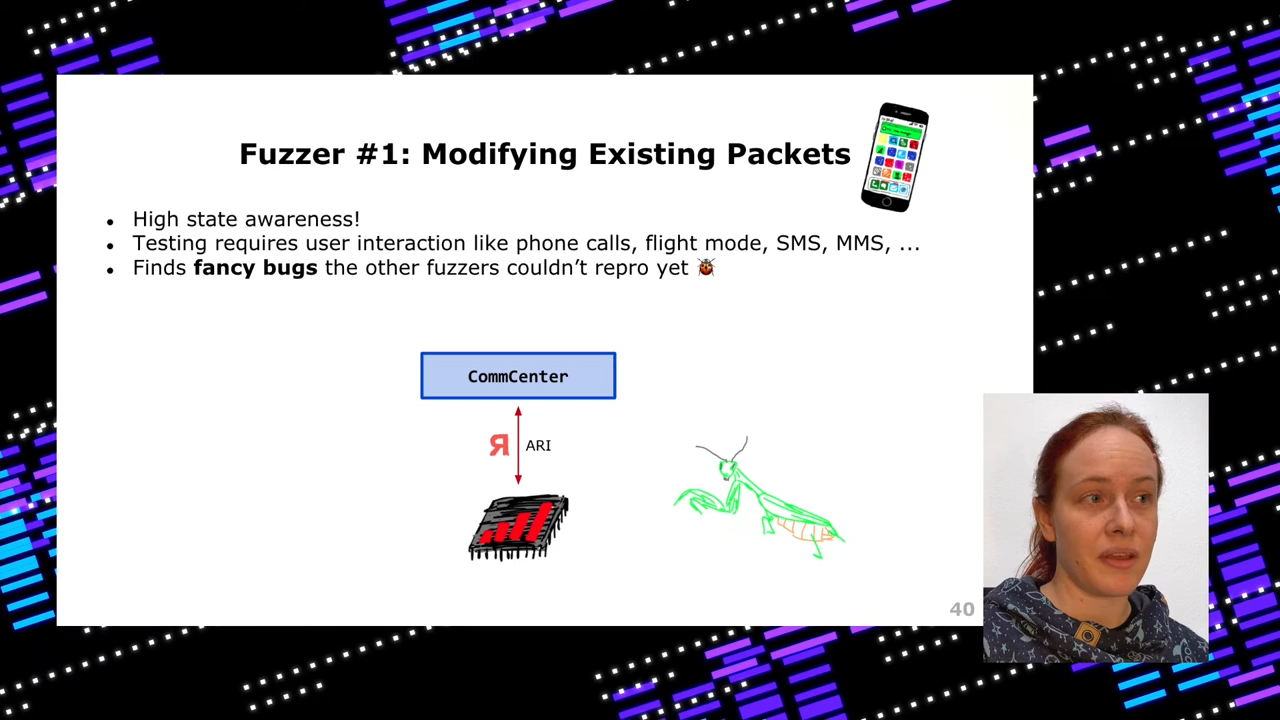 Fuzzer #1: Modifying Existing Packets
● High state awareness!
● Testing requires user interaction like phone calls, flight mode, SMS, MMS, ...
● Finds fancy bugs the other fuzzers couldn’t repro yet 🐞
CommCenter
Я ARI
40